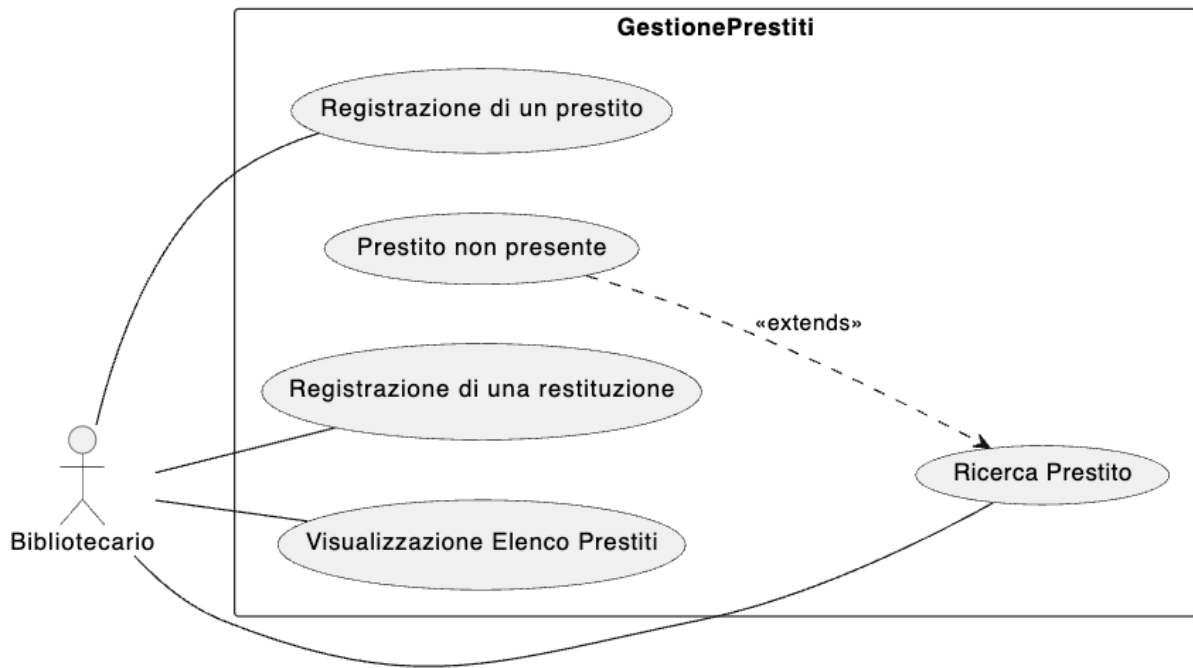 GestionePrestiti
Registrazione di un prestito
Prestito non presente
«extends»
Registrazione di una restituzione
Ricerca Prestito
Visualizzazione Elenco Prestiti
Bibliotecario